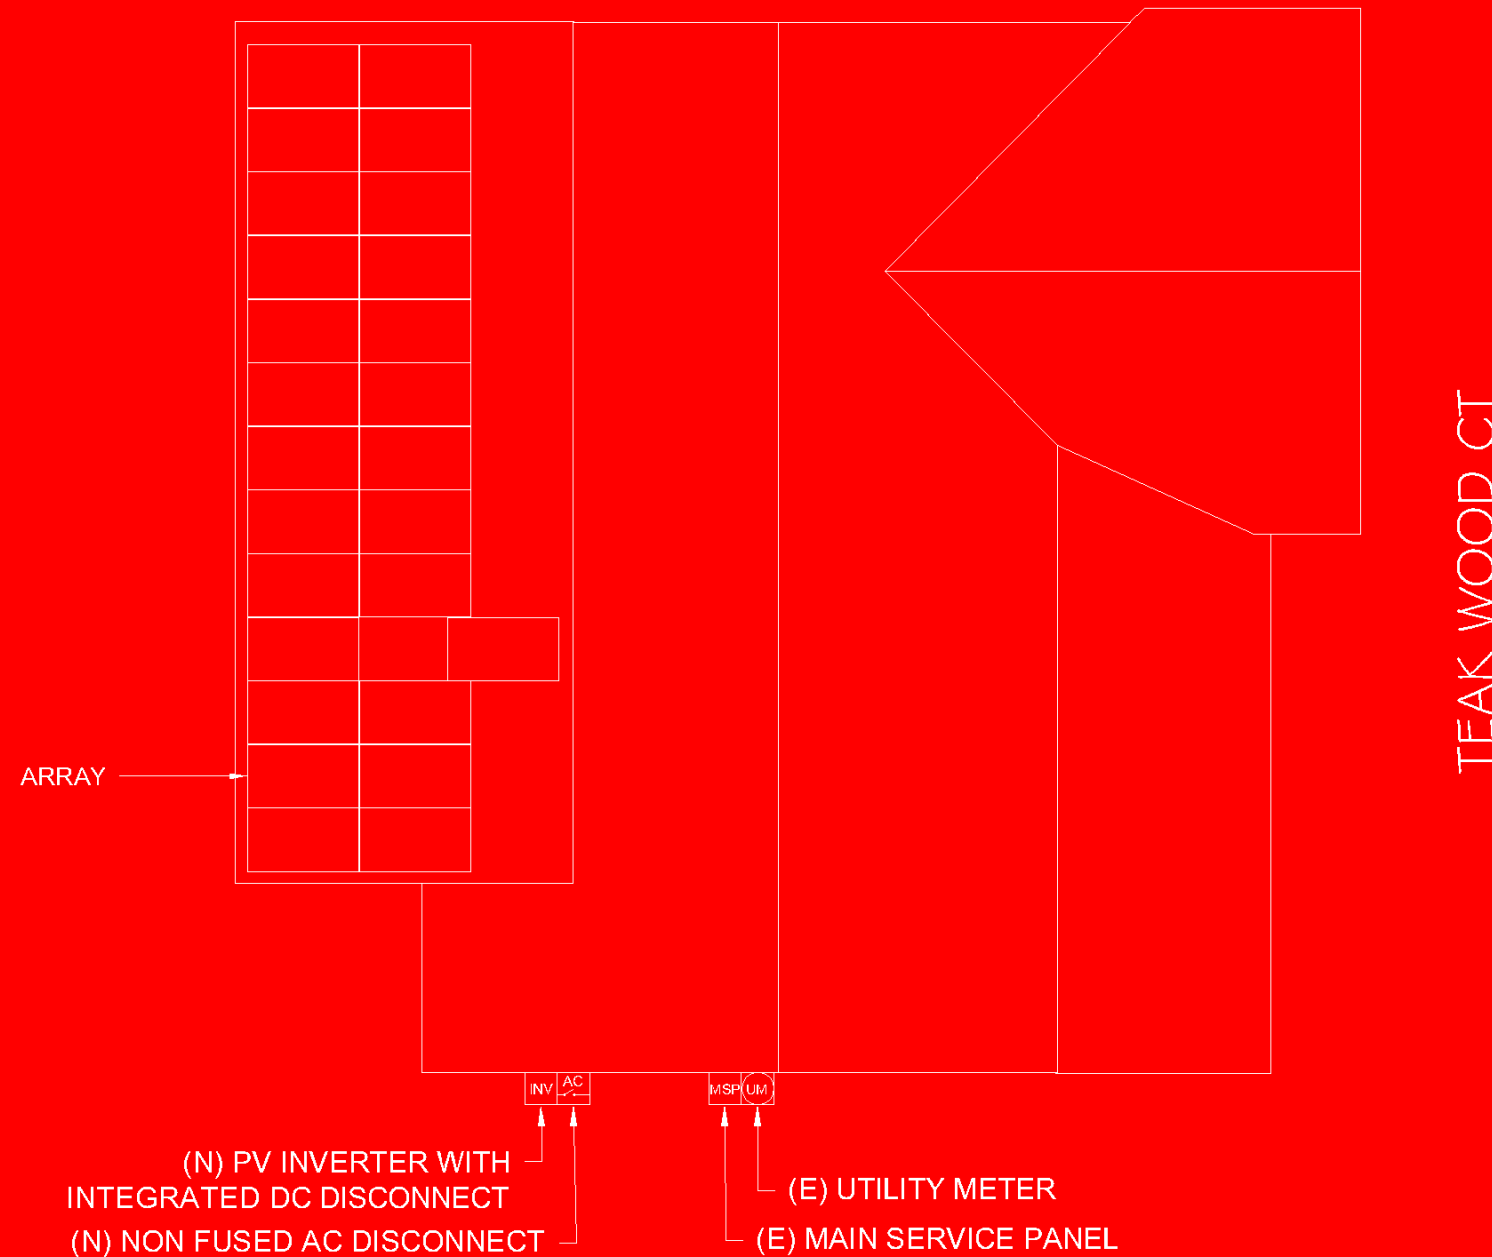 TEAK WOOD CT
ARRAY
INV
AC
MSP
UM
(N) PV INVERTER WITH
INTEGRATED DC DISCONNECT
(N) NON FUSED AC DISCONNECT
(E) UTILITY METER
(E) MAIN SERVICE PANEL